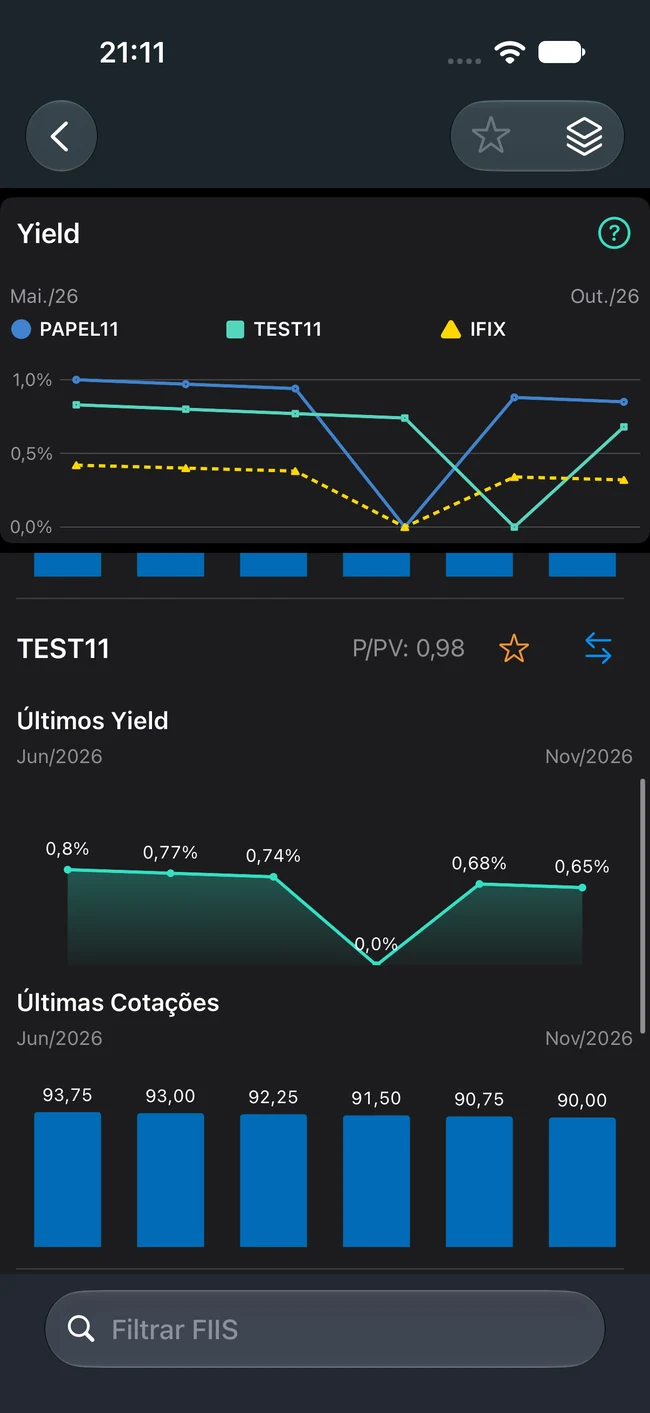 21:11
Yield
?
Mai./26 Out./26
PAPEL11 TEST11 IFIX
1,0%
0,5%
0,0%
TEST11 P/PV: 0,98
Últimos Yield
Jun/2026 Nov/2026
0,8% 0,77% 0,74% 0,0% 0,68% 0,65%
Últimas Cotações
Jun/2026 Nov/2026
93,75 93,00 92,25 91,50 90,75 90,00
Filtrar FIIS